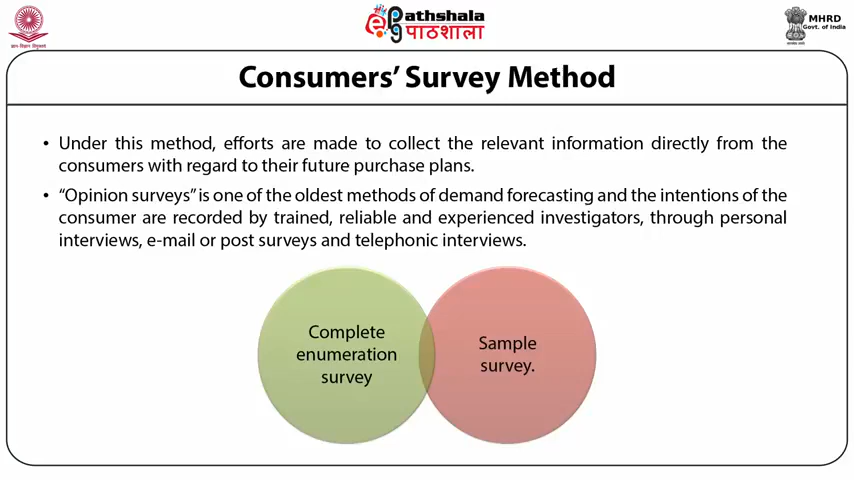 ePgPathshala
पाठशाला
MHRD
Govt. of India
Consumers’ Survey Method
• Under this method, efforts are made to collect the relevant information directly from the
consumers with regard to their future purchase plans.
• “Opinion surveys” is one of the oldest methods of demand forecasting and the intentions of the
consumer are recorded by trained, reliable and experienced investigators, through personal
interviews, e-mail or post surveys and telephonic interviews.
Complete
enumeration
survey
Sample
survey.